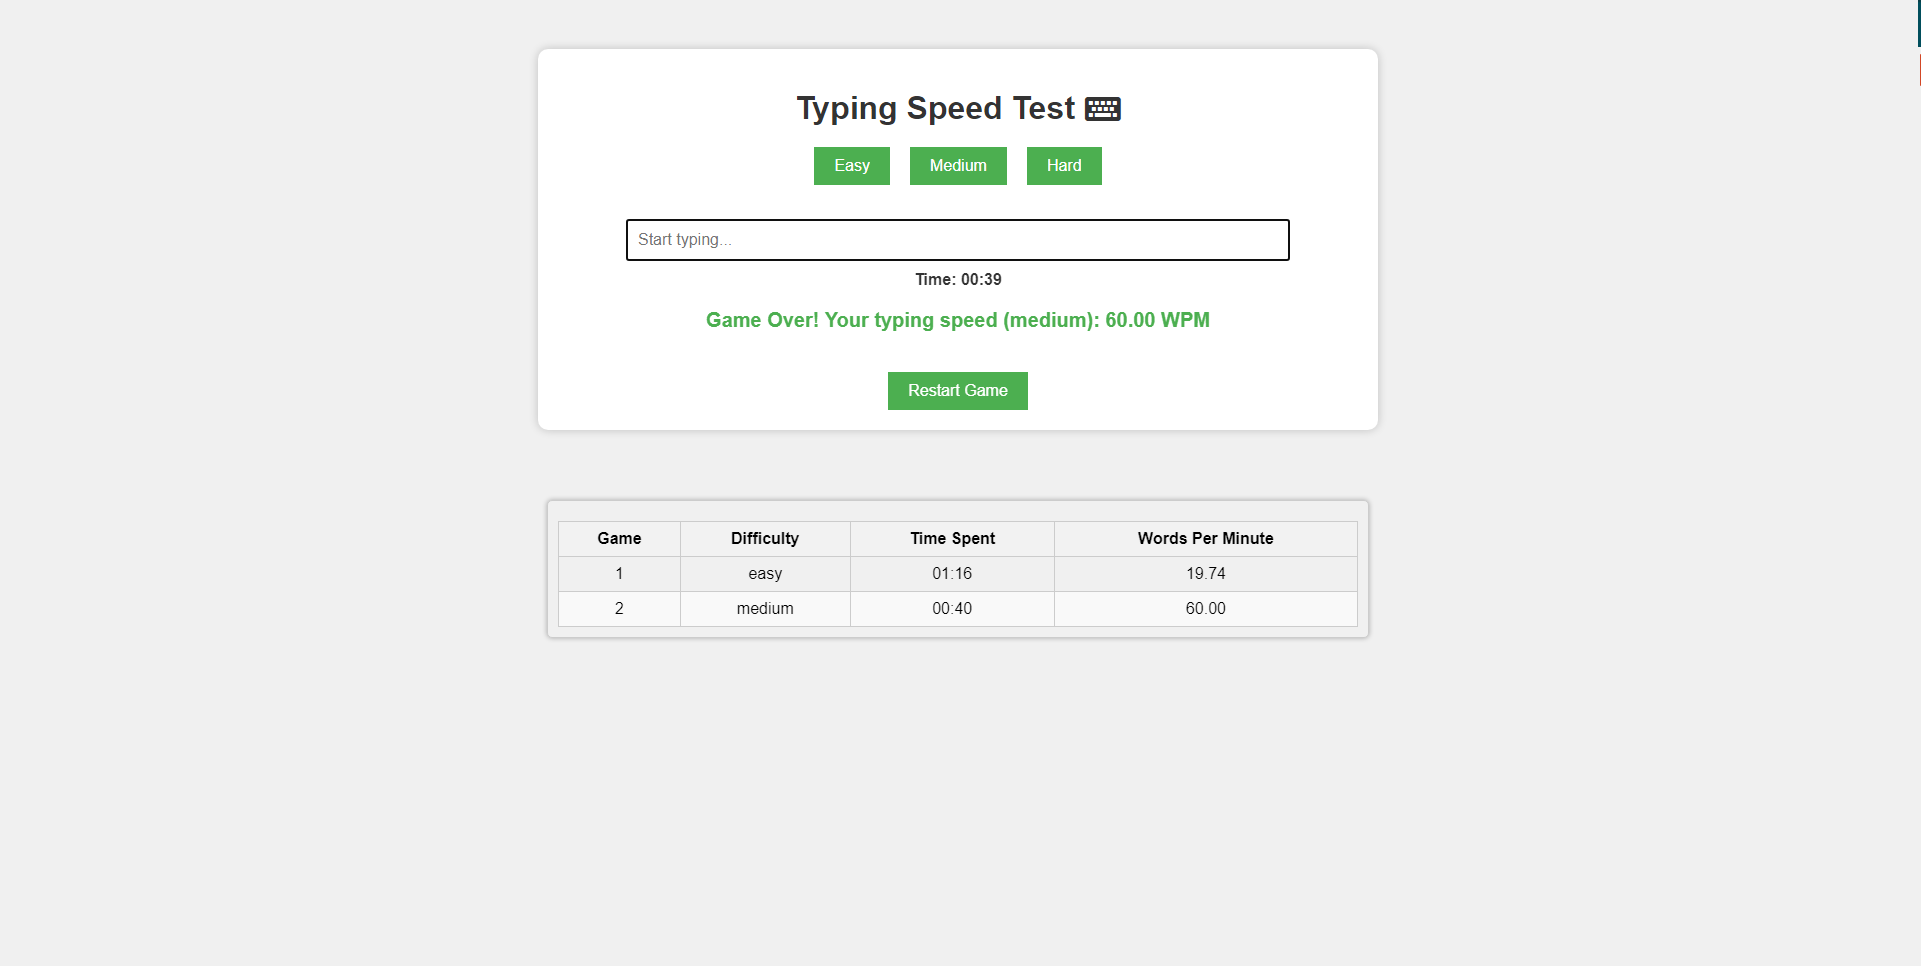 Typing Speed Test
Easy Medium Hard
Start typing...
Time: 00:39
Game Over! Your typing speed (medium): 60.00 WPM
Restart Game
Game Difficulty Time Spent Words Per Minute
1 easy 01:16 19.74
2 medium 00:40 60.00